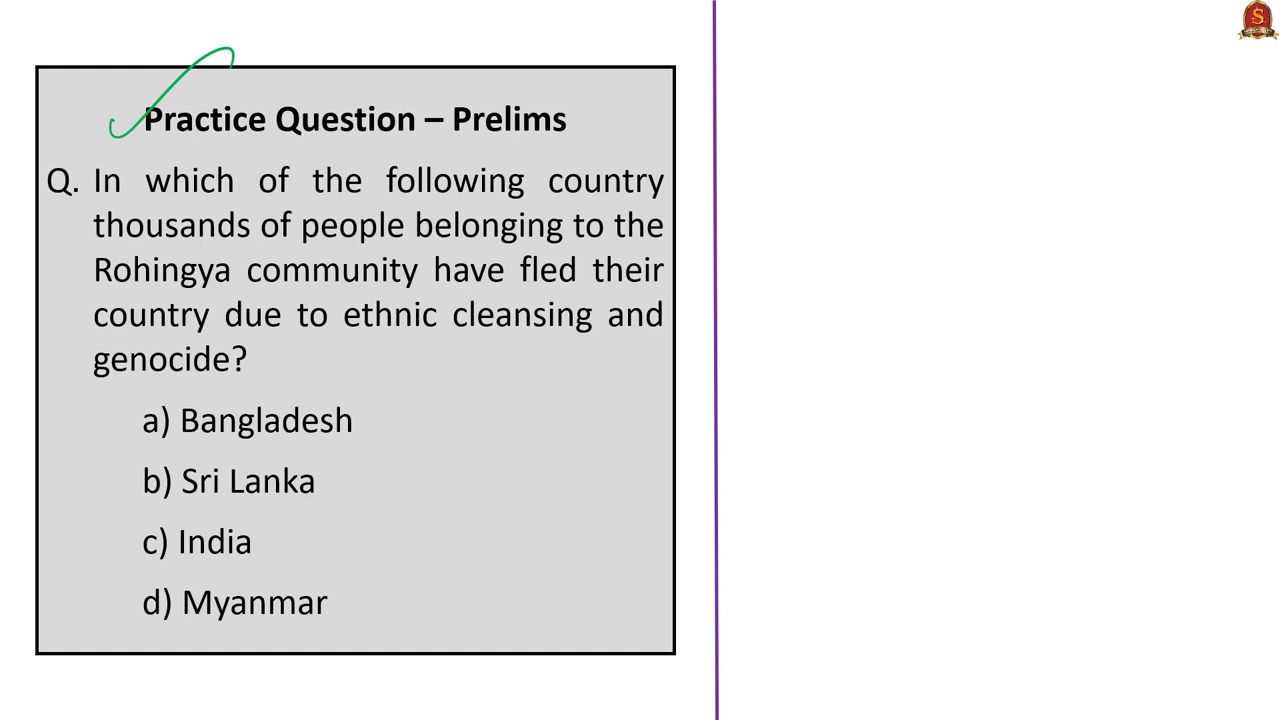 Practice Question – Prelims
Q. In which of the following country
thousands of people belonging to the
Rohingya community have fled their
country due to ethnic cleansing and
genocide?
a) Bangladesh
b) Sri Lanka
c) India
d) Myanmar
S